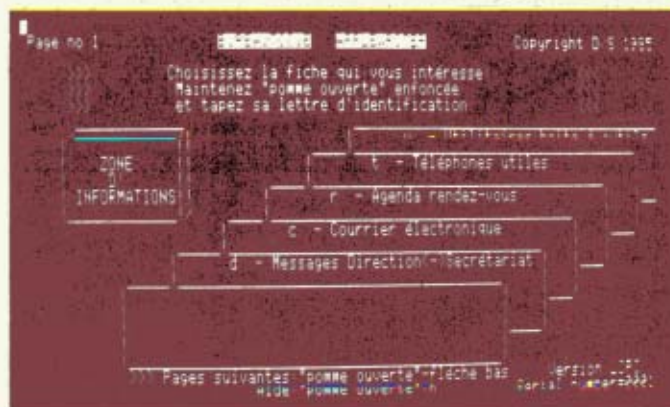 Page no 1 Copyright D S 1985
Choisissez la fiche qui vous intéresse
Maintenez "pomme ouverte" enfoncée
et tapez sa lettre d'identification
t - Téléphones utiles
ZONE
r - Agenda rendez-vous
INFORMATIONS
c - Courrier électronique
d - Messages Direction(-)Secrétariat
>>> Pages suivantes "pomme ouverte"-flèche bas
Version
Aide "pomme ouverte"
Serial